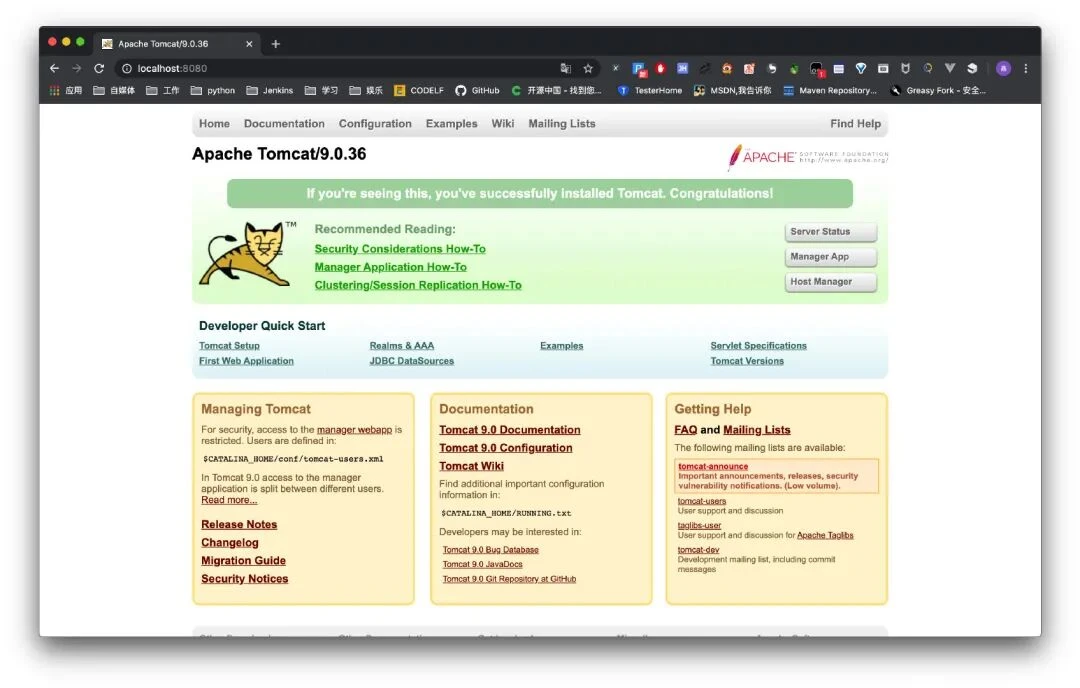 Apache Tomcat/9.0.36
localhost:8080
应用 自媒体 工作 python Jenkins 学习 娱乐 CODELF GitHub 开源中国 - 找到您... TesterHome MSDN,我告诉你 Maven Repository... Greasy Fork - 安全...
Home Documentation Configuration Examples Wiki Mailing Lists Find Help
Apache Tomcat/9.0.36
APACHE SOFTWARE FOUNDATION
http://www.apache.org/
If you're seeing this, you've successfully installed Tomcat. Congratulations!
TM
Recommended Reading:
Security Considerations How-To
Manager Application How-To
Clustering/Session Replication How-To
Server Status
Manager App
Host Manager
Developer Quick Start
Tomcat Setup
First Web Application
Realms & AAA
JDBC DataSources
Examples
Servlet Specifications
Tomcat Versions
Managing Tomcat
For security, access to the manager webapp is
restricted. Users are defined in:
$CATALINA_HOME/conf/tomcat-users.xml
In Tomcat 9.0 access to the manager
application is split between different users.
Read more...
Release Notes
Changelog
Migration Guide
Security Notices
Documentation
Tomcat 9.0 Documentation
Tomcat 9.0 Configuration
Tomcat Wiki
Find additional important configuration
information in:
$CATALINA_HOME/RUNNING.txt
Developers may be interested in:
Tomcat 9.0 Bug Database
Tomcat 9.0 JavaDocs
Tomcat 9.0 Git Repository at GitHub
Getting Help
FAQ and Mailing Lists
The following mailing lists are available:
tomcat-announce
Important announcements, releases, security
vulnerability notifications. (Low volume).
tomcat-users
User support and discussion
taglibs-user
User support and discussion for Apache Taglibs
tomcat-dev
Development mailing list, including commit
messages